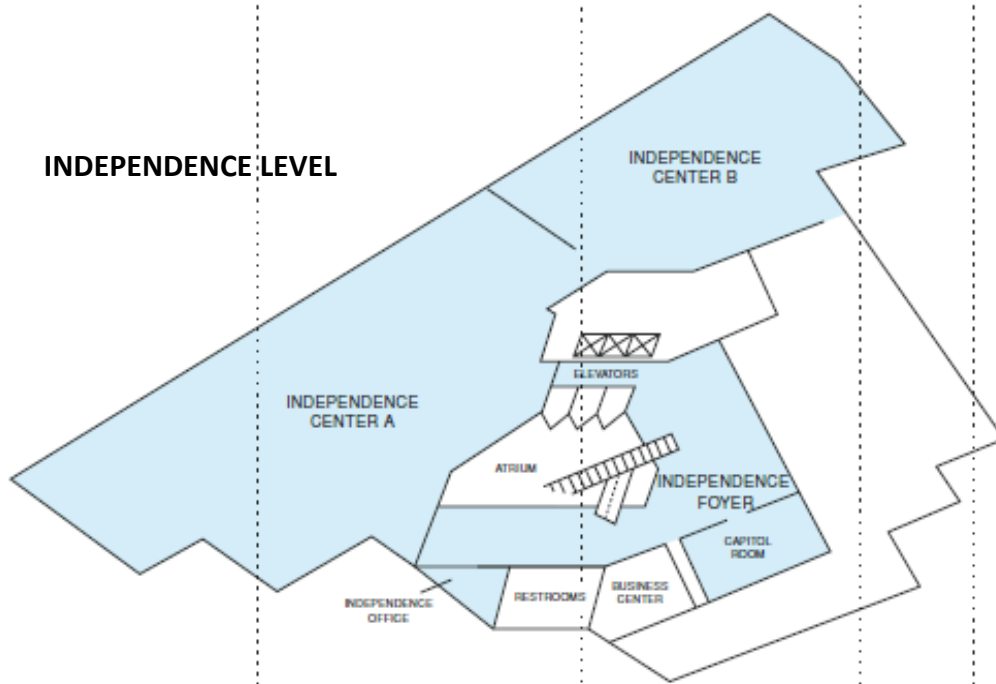 INDEPENDENCE LEVEL
INDEPENDENCE
CENTER B
ELEVATORS
INDEPENDENCE
CENTER A
ATRIUM
INDEPENDENCE
FOYER
CAPITOL
ROOM
BUSINESS
CENTER
RESTROOMS
INDEPENDENCE
OFFICE